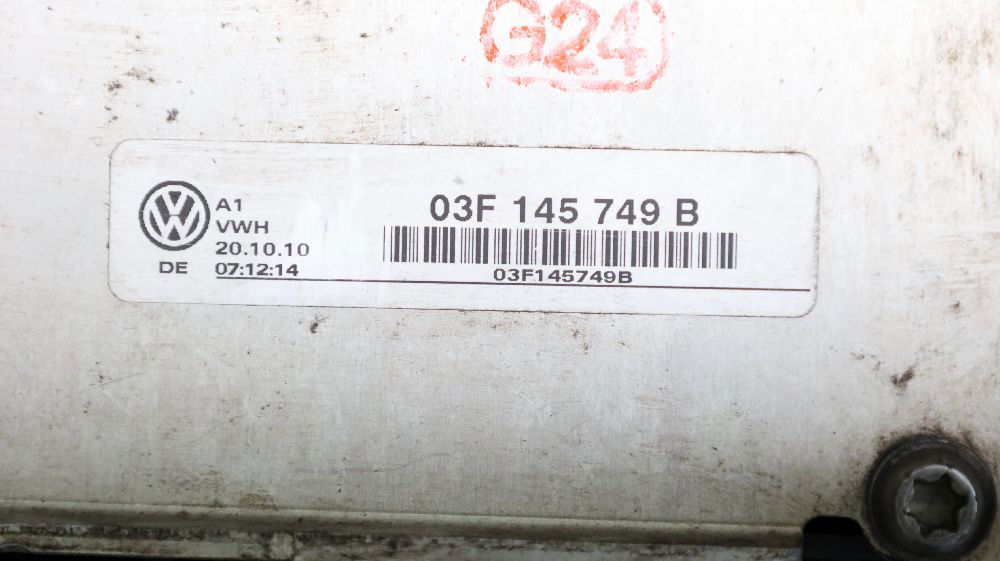 G24
A1
VWH
20.10.10
DE 07:12:14
03F 145 749 B
03F145749B